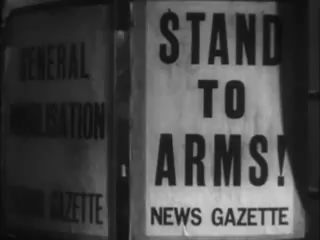 GENERAL
MOBILISATION
NEWS GAZETTE
STAND
TO
ARMS!
NEWS GAZETTE